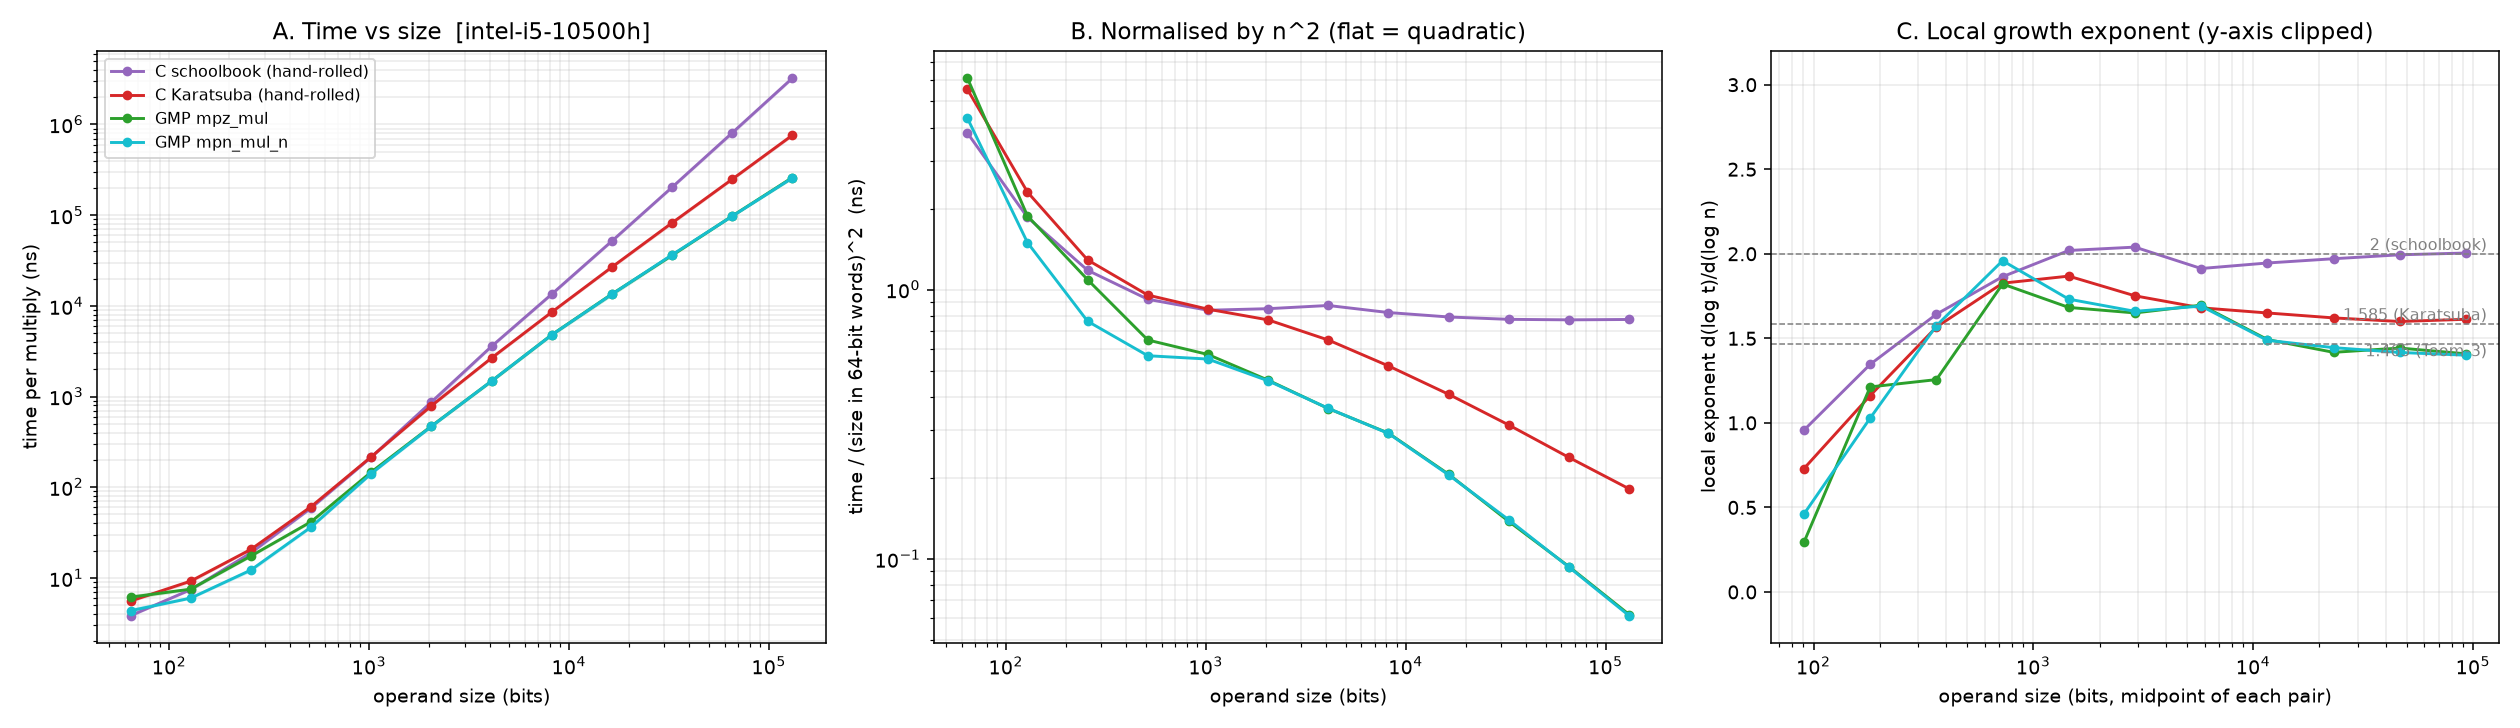 A. Time vs size  [intel-i5-10500h]
time per multiply (ns)
C schoolbook (hand-rolled)
C Karatsuba (hand-rolled)
GMP mpz_mul
GMP mpn_mul_n
10^6
10^5
10^4
10^3
10^2
10^1
10^2
10^3
10^4
10^5
operand size (bits)
B. Normalised by n^2 (flat = quadratic)
time / (size in 64-bit words)^2  (ns)
10^0
10^−1
10^2
10^3
10^4
10^5
operand size (bits)
C. Local growth exponent (y-axis clipped)
local exponent d(log t)/d(log n)
3.0
2.5
2.0
1.5
1.0
0.5
0.0
2 (schoolbook)
1.585 (Karatsuba)
10^2
10^3
10^4
10^5
operand size (bits, midpoint of each pair)